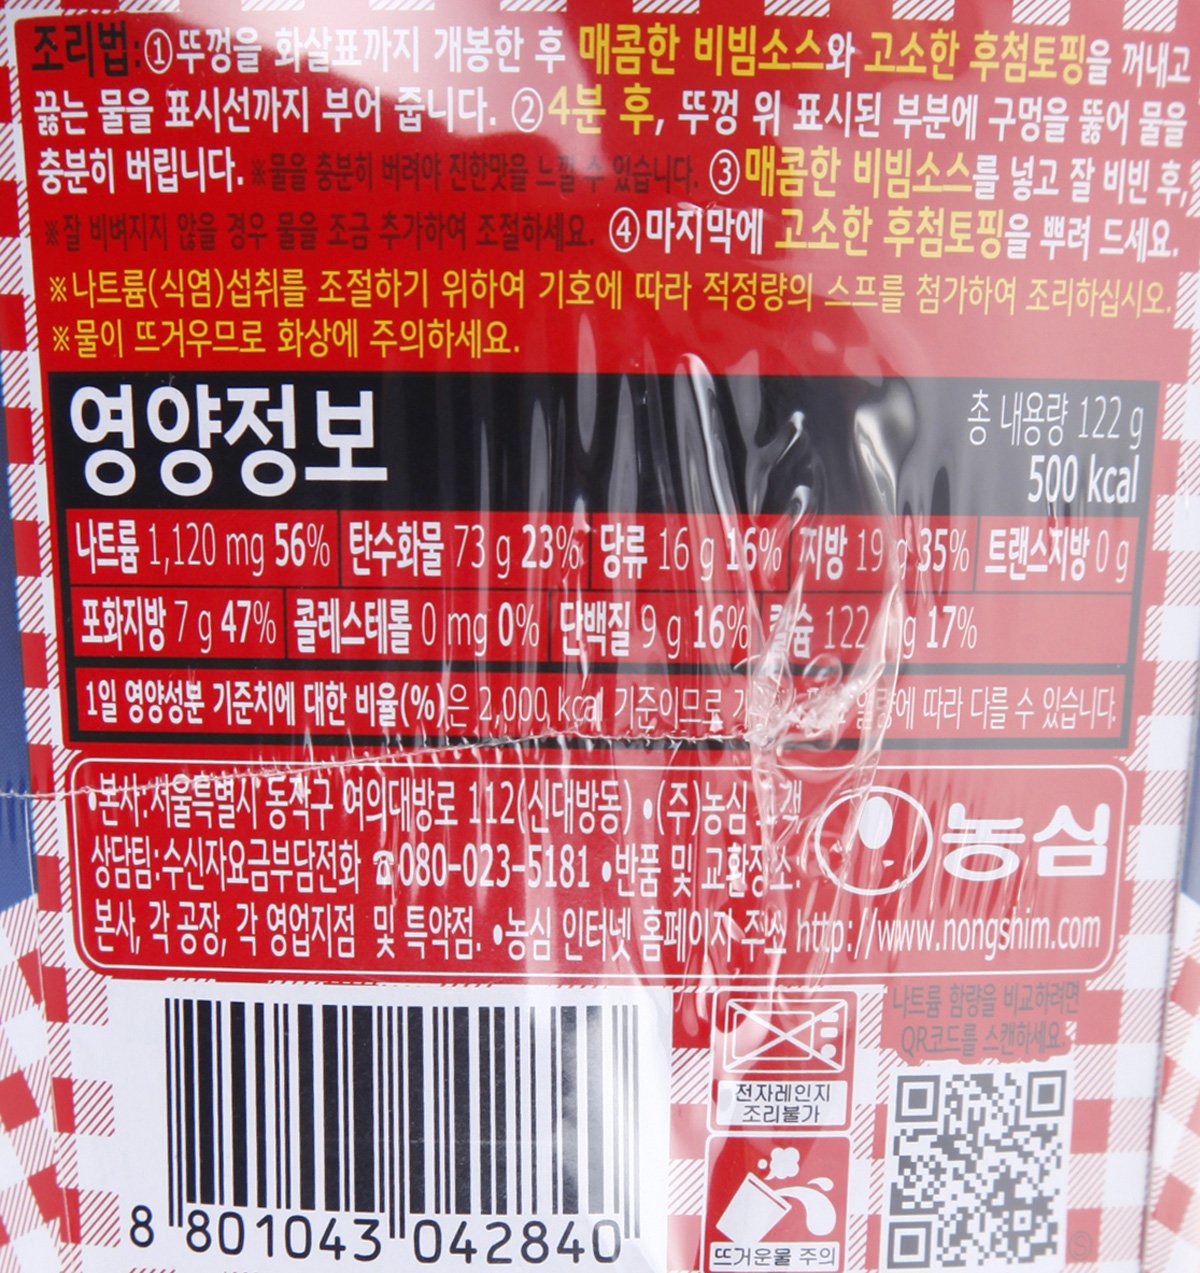 조리법:①뚜껑을 화살표까지 개봉한 후 매콤한 비빔소스와 고소한 후첨토핑을 꺼내고
끓는 물을 표시선까지 부어 줍니다. ②4분 후, 뚜껑 위 표시된 부분에 구멍을 뚫어 물을
충분히 버립니다. ※물을 충분히 버려야 진한맛을 느낄 수 있습니다. ③매콤한 비빔소스를 넣고 잘 비빈 후,
※잘 비벼지지 않을 경우 물을 조금 추가하여 조절하세요. ④마지막에 고소한 후첨토핑을 뿌려 드세요.
※나트륨(식염)섭취를 조절하기 위하여 기호에 따라 적정량의 스프를 첨가하여 조리하십시오.
※물이 뜨거우므로 화상에 주의하세요.
영양정보
총 내용량 122 g
500 kcal
나트륨 1,120 mg 56% 탄수화물 73 g 23% 당류 16 g 16% 지방 19 g 35% 트랜스지방 0 g
포화지방 7 g 47% 콜레스테롤 0 mg 0% 단백질 9 g 16% 칼슘 122 g 17%
1일 영양성분 기준치에 대한 비율(%)은 2,000 kcal 기준이므로 열량에 따라 다를 수 있습니다.
•본사:서울특별시 동작구 여의대방로 112(신대방동) •(주)농심 고객
상담팀:수신자요금부담전화 ☎080-023-5181 •반품 및 교환장소:
본사, 각 공장, 각 영업지점 및 특약점. •농심 인터넷 홈페이지 주소 http://www.nongshim.com
농심
나트륨 함량을 비교하려면
QR코드를 스캔하세요.
전자레인지
조리불가
뜨거운물 주의
8 801043 042840